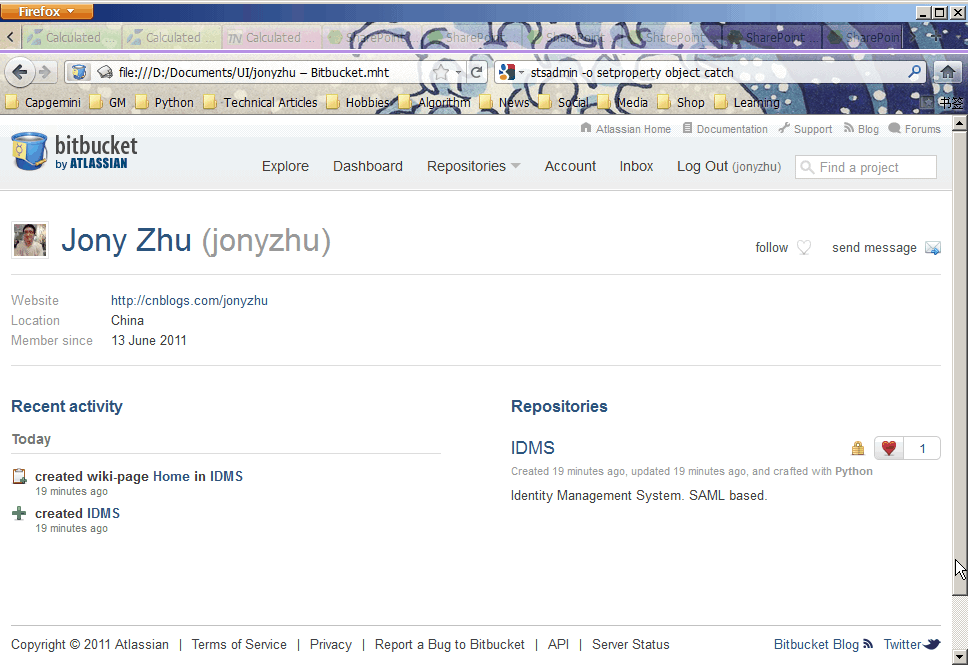 Firefox
Calculated ... Calculated ... Calculated ... SharePoint... SharePoint... SharePoint... SharePoint... SharePoint... SharePoin
file:///D:/Documents/UI/jonyzhu – Bitbucket.mht stsadmin -o setproperty object catch
Capgemini GM Python Technical Articles Hobbies Algorithm News Social Media Shop Learning 书签
Atlassian Home Documentation Support Blog Forums
bitbucket
by ATLASSIAN
Explore Dashboard Repositories Account Inbox Log Out (jonyzhu) Find a project
Jony Zhu (jonyzhu)
follow send message
Website http://cnblogs.com/jonyzhu
Location China
Member since 13 June 2011
Recent activity
Today
created wiki-page Home in IDMS
19 minutes ago
created IDMS
19 minutes ago
Repositories
IDMS 1
Created 19 minutes ago, updated 19 minutes ago, and crafted with Python
Identity Management System. SAML based.
Copyright © 2011 Atlassian | Terms of Service | Privacy | Report a Bug to Bitbucket | API | Server Status Bitbucket Blog Twitter